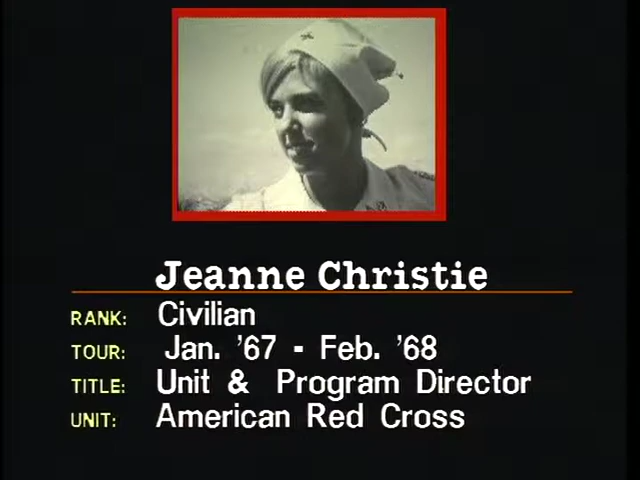 Jeanne Christie
RANK: Civilian
TOUR: Jan. '67 - Feb. '68
TITLE: Unit & Program Director
UNIT: American Red Cross